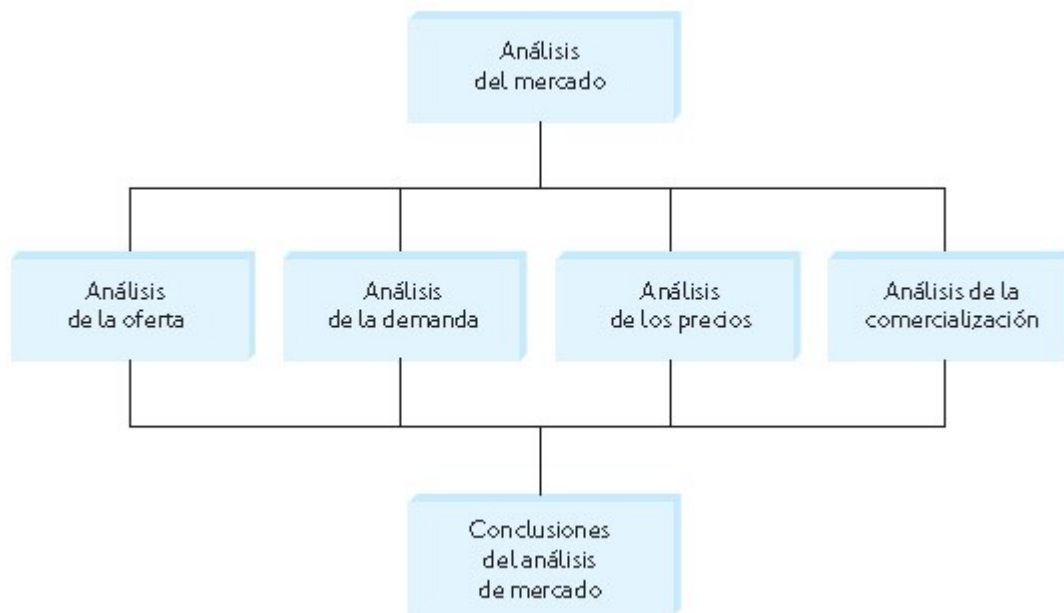 Análisis
del mercado
Análisis
de la oferta
Análisis
de la demanda
Análisis
de los precios
Análisis de la
comercialización
Conclusiones
del análisis
de mercado